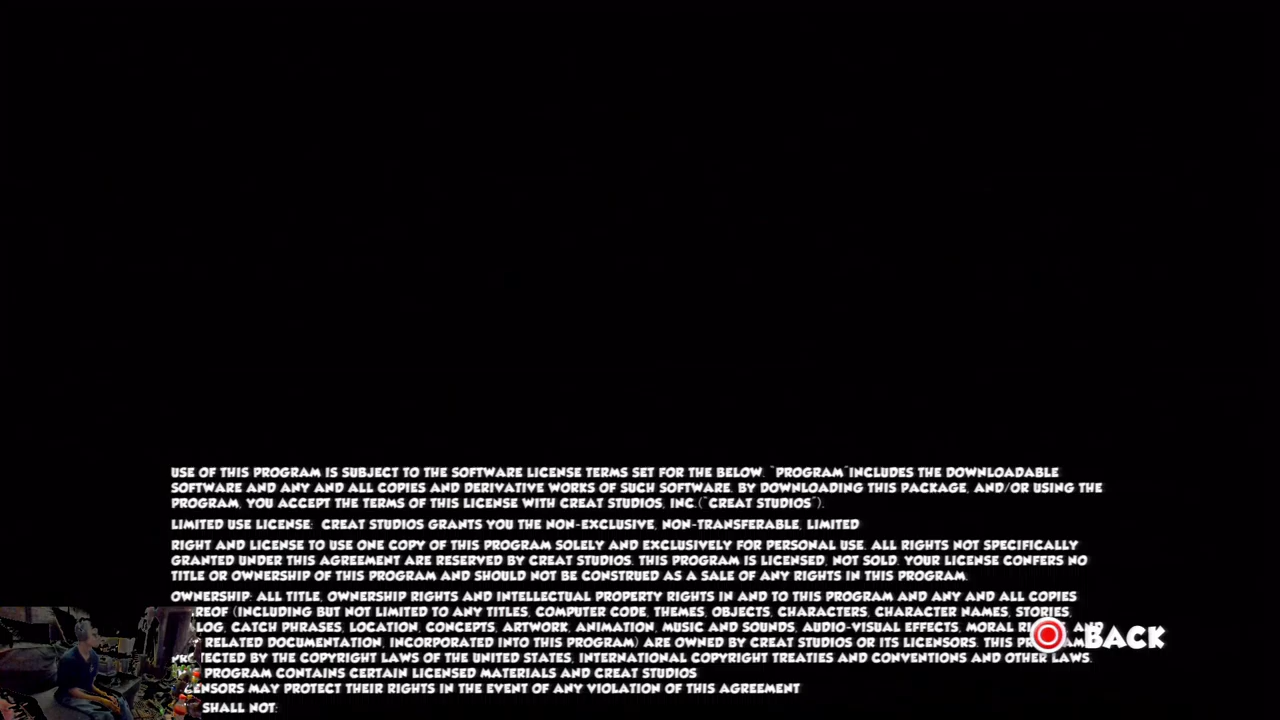 USE OF THIS PROGRAM IS SUBJECT TO THE SOFTWARE LICENSE TERMS SET FOR THE BELOW. "PROGRAM"INCLUDES THE DOWNLOADABLE
SOFTWARE AND ANY AND ALL COPIES AND DERIVATIVE WORKS OF SUCH SOFTWARE. BY DOWNLOADING THIS PACKAGE, AND/OR USING THE
PROGRAM, YOU ACCEPT THE TERMS OF THIS LICENSE WITH CREAT STUDIOS, INC.("CREAT STUDIOS").
LIMITED USE LICENSE: CREAT STUDIOS GRANTS YOU THE NON-EXCLUSIVE, NON-TRANSFERABLE, LIMITED
RIGHT AND LICENSE TO USE ONE COPY OF THIS PROGRAM SOLELY AND EXCLUSIVELY FOR PERSONAL USE. ALL RIGHTS NOT SPECIFICALLY
GRANTED UNDER THIS AGREEMENT ARE RESERVED BY CREAT STUDIOS. THIS PROGRAM IS LICENSED, NOT SOLD. YOUR LICENSE CONFERS NO
TITLE OR OWNERSHIP OF THIS PROGRAM AND SHOULD NOT BE CONSTRUED AS A SALE OF ANY RIGHTS IN THIS PROGRAM.
OWNERSHIP: ALL TITLE, OWNERSHIP RIGHTS AND INTELLECTUAL PROPERTY RIGHTS IN AND TO THIS PROGRAM AND ANY AND ALL COPIES
(INCLUDING BUT NOT LIMITED TO ANY TITLES, COMPUTER CODE, THEMES, OBJECTS, CHARACTERS, CHARACTER NAMES, STORIES,
CATCH PHRASES, LOCATION, CONCEPTS, ARTWORK, ANIMATION, MUSIC AND SOUNDS, AUDIO-VISUAL EFFECTS, MORAL AND
RELATED DOCUMENTATION, INCORPORATED INTO THIS PROGRAM) ARE OWNED BY CREAT STUDIOS OR ITS LICENSORS. THIS
BY THE COPYRIGHT LAWS OF THE UNITED STATES, INTERNATIONAL COPYRIGHT TREATIES AND CONVENTIONS AND OTHER LAWS.
PROGRAM CONTAINS CERTAIN LICENSED MATERIALS AND CREAT STUDIOS
MAY PROTECT THEIR RIGHTS IN THE EVENT OF ANY VIOLATION OF THIS AGREEMENT
SHALL NOT:
BACK